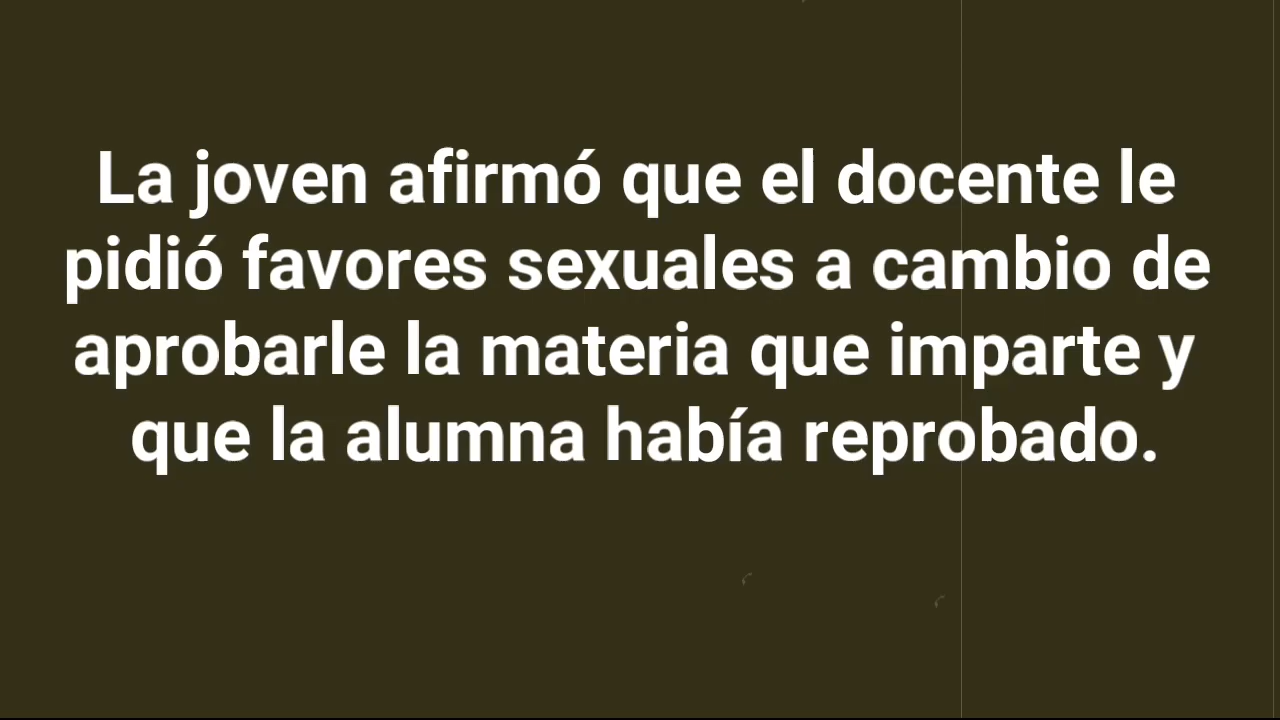 La joven afirmó que el docente le
pidió favores sexuales a cambio de
aprobarle la materia que imparte y
que la alumna había reprobado.